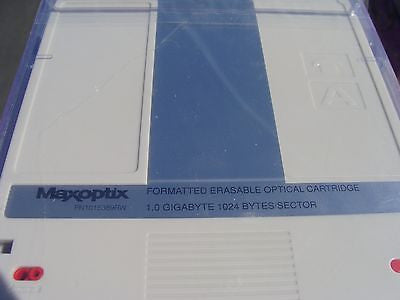 A
Maxoptix
FORMATTED ERASABLE OPTICAL CARTRIDGE
PN1015389RW
1.0 GIGABYTE 1024 BYTES/SECTOR